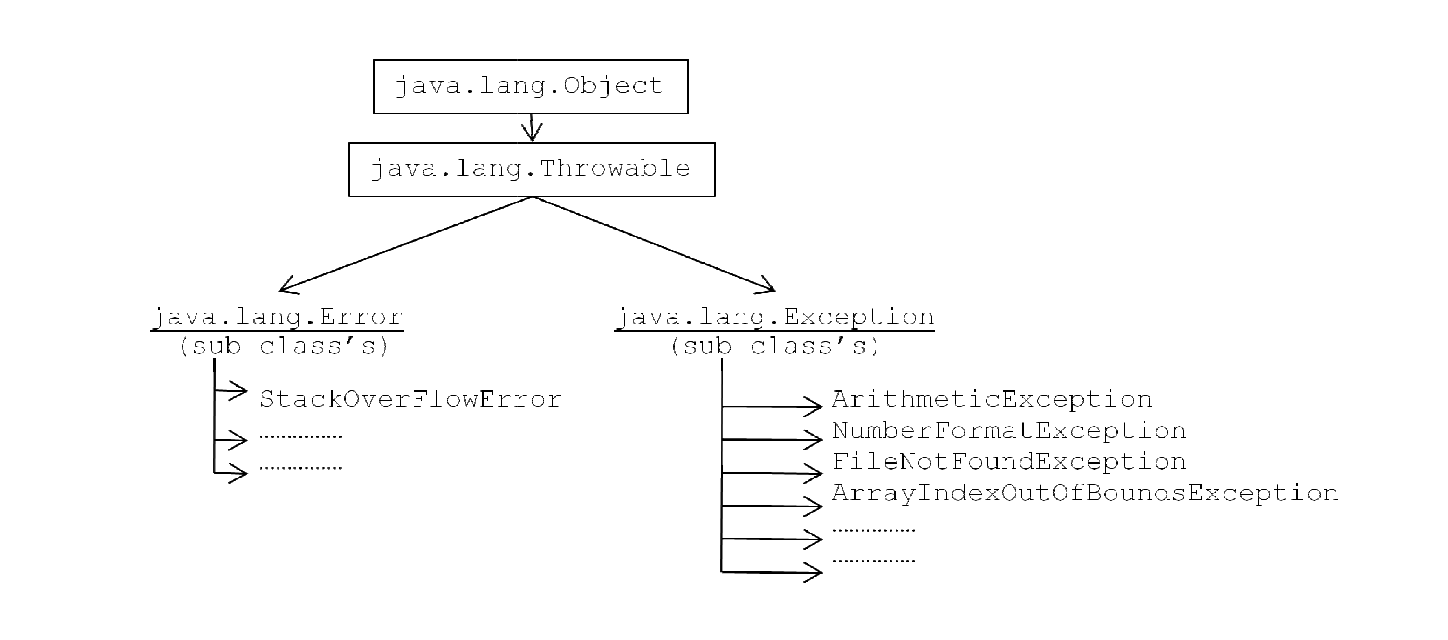 java.lang.Object
java.lang.Throwable
java.lang.Error
(sub class's)
StackOverFlowError
...............
...............
java.lang.Exception
(sub class's)
ArithmeticException
NumberFormatException
FileNotFoundException
ArrayIndexOutOfBoundsException
...............
...............